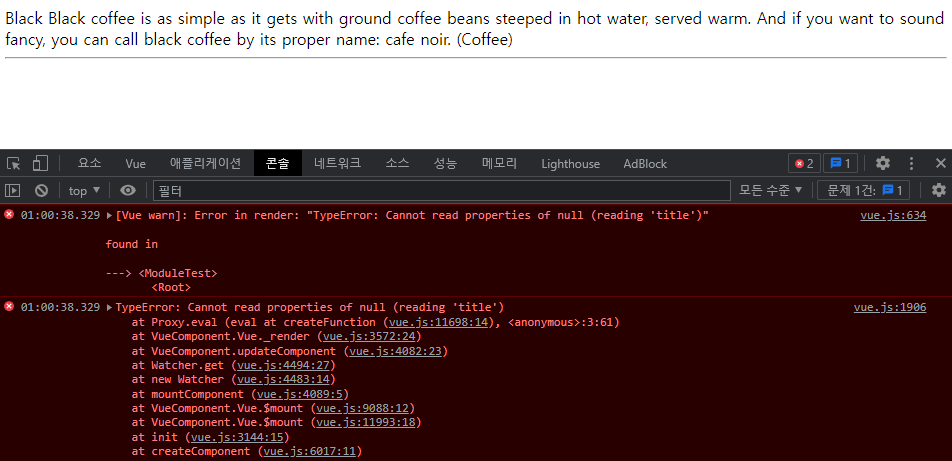 Black Black coffee is as simple as it gets with ground coffee beans steeped in hot water, served warm. And if you want to sound
fancy, you can call black coffee by its proper name: cafe noir. (Coffee)
요소 Vue 애플리케이션 콘솔 네트워크 소스 성능 메모리 Lighthouse AdBlock 2 1
top ▼ 필터 모든 수준 ▼ 문제 1건: 1
01:00:38.329 ▶ [Vue warn]: Error in render: "TypeError: Cannot read properties of null (reading 'title')" vue.js:634
found in
---> <ModuleTest>
<Root>
01:00:38.329 ▶ TypeError: Cannot read properties of null (reading 'title') vue.js:1906
at Proxy.eval (eval at createFunction (vue.js:11698:14), <anonymous>:3:61)
at VueComponent.Vue._render (vue.js:3572:24)
at VueComponent.updateComponent (vue.js:4082:23)
at Watcher.get (vue.js:4494:27)
at new Watcher (vue.js:4483:14)
at mountComponent (vue.js:4089:5)
at VueComponent.Vue.$mount (vue.js:9088:12)
at VueComponent.Vue.$mount (vue.js:11993:18)
at init (vue.js:3144:15)
at createComponent (vue.js:6017:11)